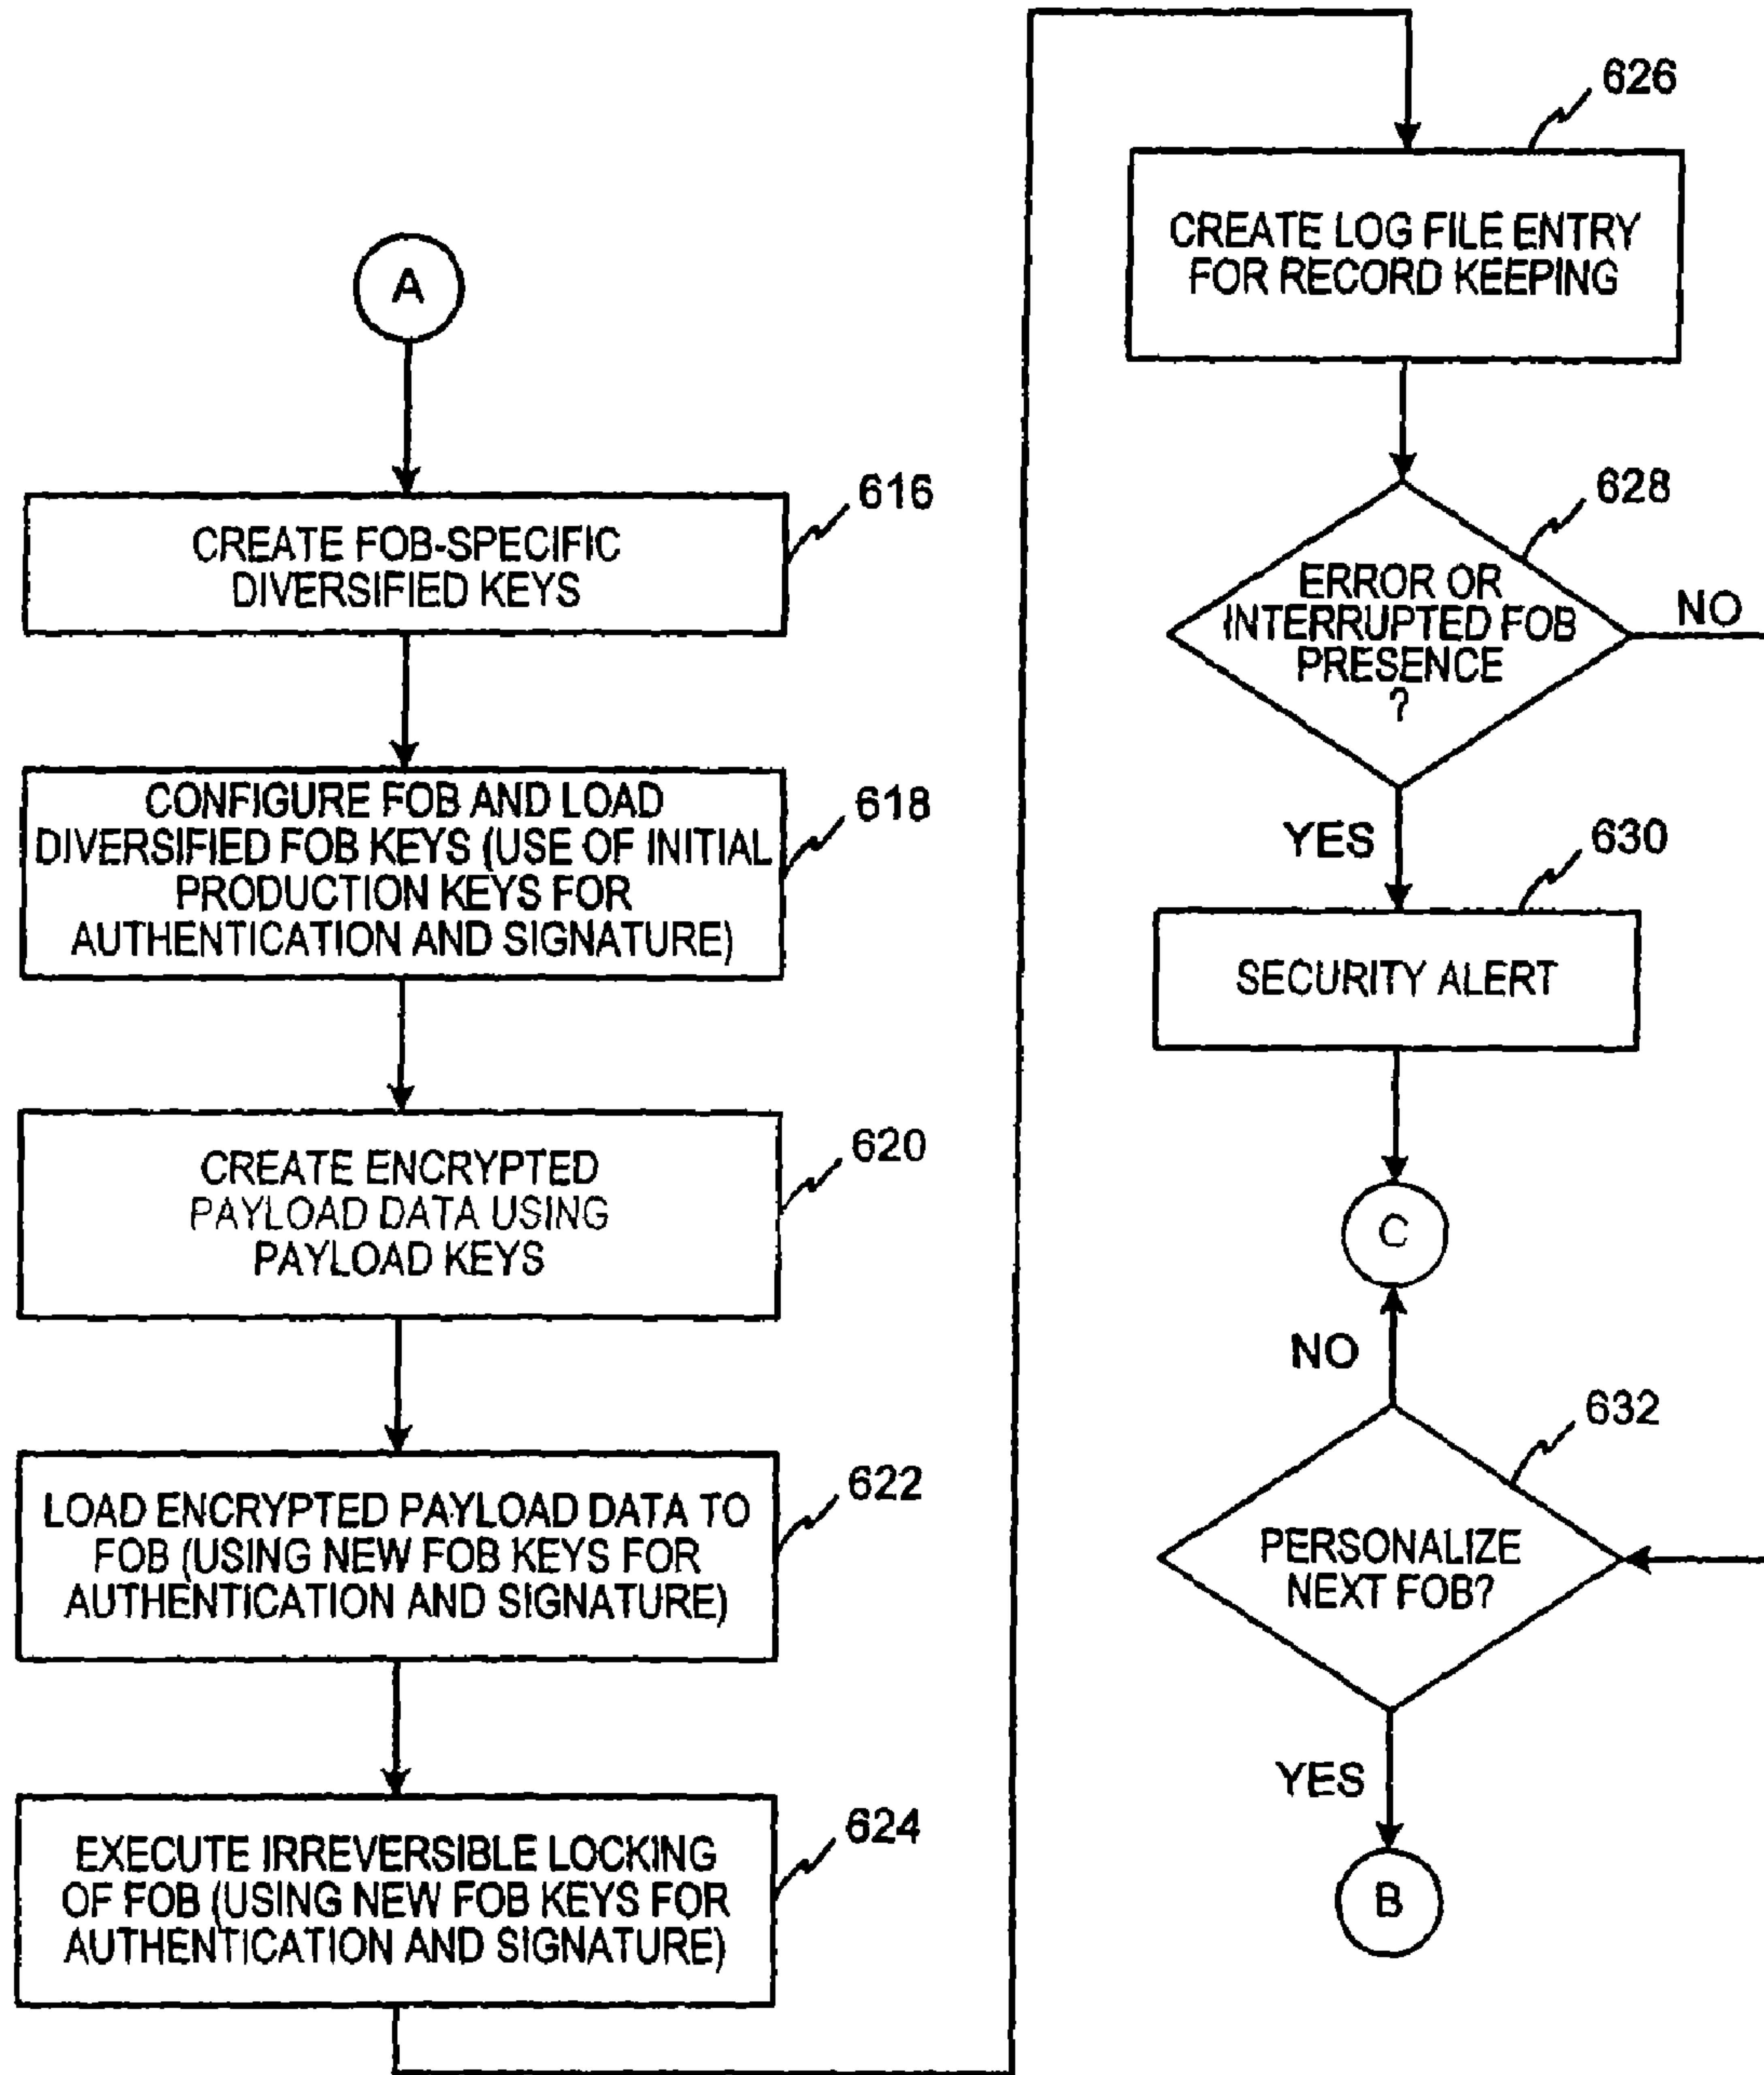 A
616
CREATE FOB-SPECIFIC
DIVERSIFIED KEYS
618
CONFIGURE FOB AND LOAD
DIVERSIFIED FOB KEYS (USE OF INITIAL
PRODUCTION KEYS FOR
AUTHENTICATION AND SIGNATURE)
620
CREATE ENCRYPTED
PAYLOAD DATA USING
PAYLOAD KEYS
622
LOAD ENCRYPTED PAYLOAD DATA TO
FOB (USING NEW FOB KEYS FOR
AUTHENTICATION AND SIGNATURE)
624
EXECUTE IRREVERSIBLE LOCKING
OF FOB (USING NEW FOB KEYS FOR
AUTHENTICATION AND SIGNATURE)
626
CREATE LOG FILE ENTRY
FOR RECORD KEEPING
628
ERROR OR
INTERRUPTED FOB
PRESENCE
?
NO
YES
630
SECURITY ALERT
C
NO
632
PERSONALIZE
NEXT FOB?
YES
B